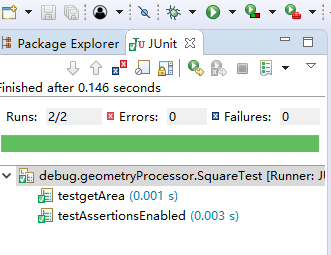 Package Explorer JUnit
Finished after 0.146 seconds
Runs: 2/2 Errors: 0 Failures: 0
debug.geometryProcessor.SquareTest [Runner: JU
testgetArea (0.001 s)
testAssertionsEnabled (0.003 s)